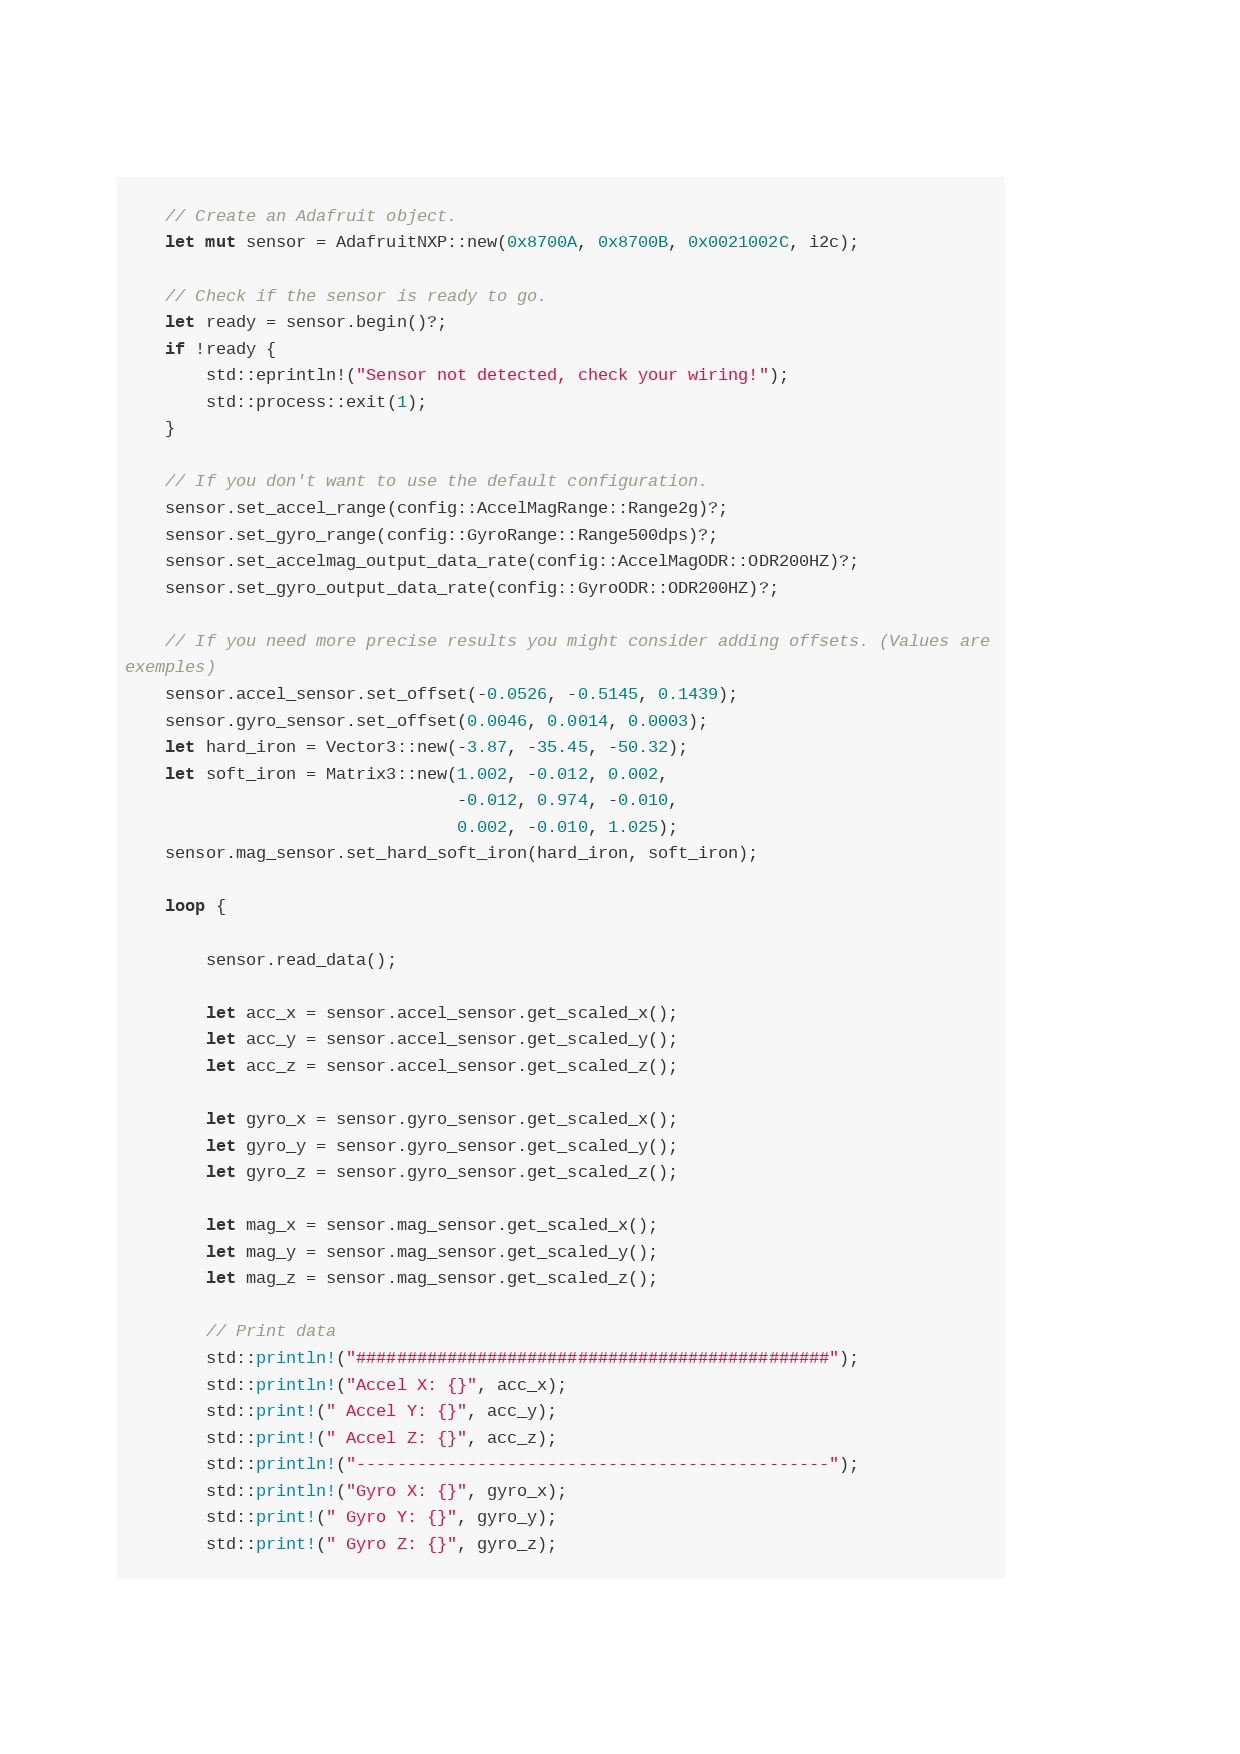 // Create an Adafruit object.
let mut sensor = AdafruitNXP::new(0x8700A, 0x8700B, 0x0021002C, i2c);
// Check if the sensor is ready to go.
let ready = sensor.begin()?;
if !ready {
std::eprintln!("Sensor not detected, check your wiring!");
std::process::exit(1);
}
// If you don't want to use the default configuration.
sensor.set_accel_range(config::AccelMagRange::Range2g)?;
sensor.set_gyro_range(config::GyroRange::Range500dps)?;
sensor.set_accelmag_output_data_rate(config::AccelMagODR::ODR200HZ)?;
sensor.set_gyro_output_data_rate(config::GyroODR::ODR200HZ)?;
// If you need more precise results you might consider adding offsets. (Values are
exemples)
sensor.accel_sensor.set_offset(-0.0526, -0.5145, 0.1439);
sensor.gyro_sensor.set_offset(0.0046, 0.0014, 0.0003);
let hard_iron = Vector3::new(-3.87, -35.45, -50.32);
let soft_iron = Matrix3::new(1.002, -0.012, 0.002,
-0.012, 0.974, -0.010,
0.002, -0.010, 1.025);
sensor.mag_sensor.set_hard_soft_iron(hard_iron, soft_iron);
loop {
sensor.read_data();
let acc_x = sensor.accel_sensor.get_scaled_x();
let acc_y = sensor.accel_sensor.get_scaled_y();
let acc_z = sensor.accel_sensor.get_scaled_z();
let gyro_x = sensor.gyro_sensor.get_scaled_x();
let gyro_y = sensor.gyro_sensor.get_scaled_y();
let gyro_z = sensor.gyro_sensor.get_scaled_z();
let mag_x = sensor.mag_sensor.get_scaled_x();
let mag_y = sensor.mag_sensor.get_scaled_y();
let mag_z = sensor.mag_sensor.get_scaled_z();
// Print data
std::println!("###############################################");
std::println!("Accel X: {}", acc_x);
std::print!(" Accel Y: {}", acc_y);
std::print!(" Accel Z: {}", acc_z);
std::println!("-----------------------------------------------");
std::println!("Gyro X: {}", gyro_x);
std::print!(" Gyro Y: {}", gyro_y);
std::print!(" Gyro Z: {}", gyro_z);